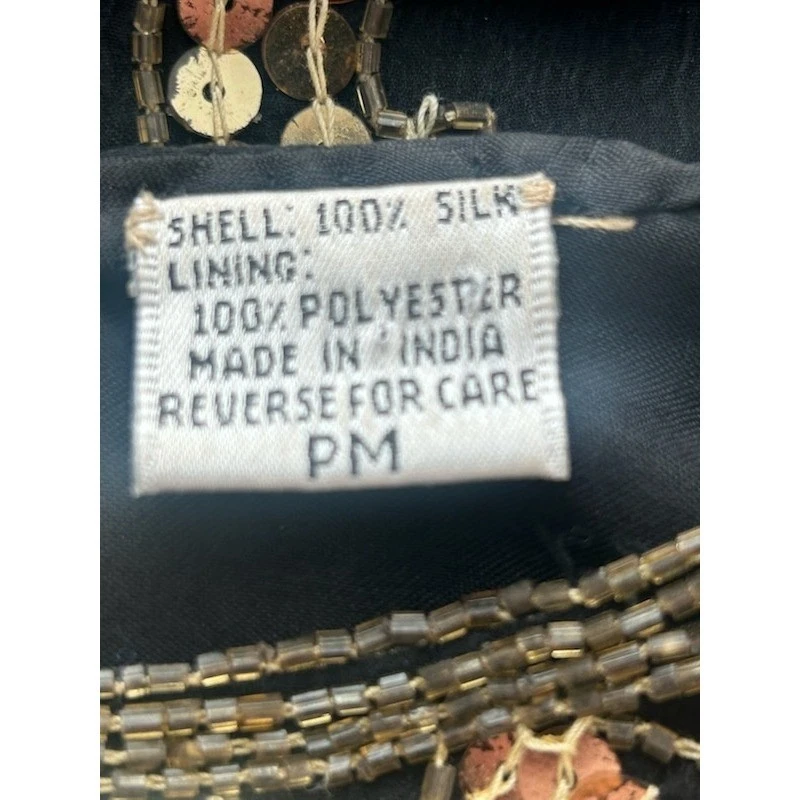 SHELL: 100% SILK
LINING:
100% POLYESTER
MADE IN INDIA
REVERSE FOR CARE
PM